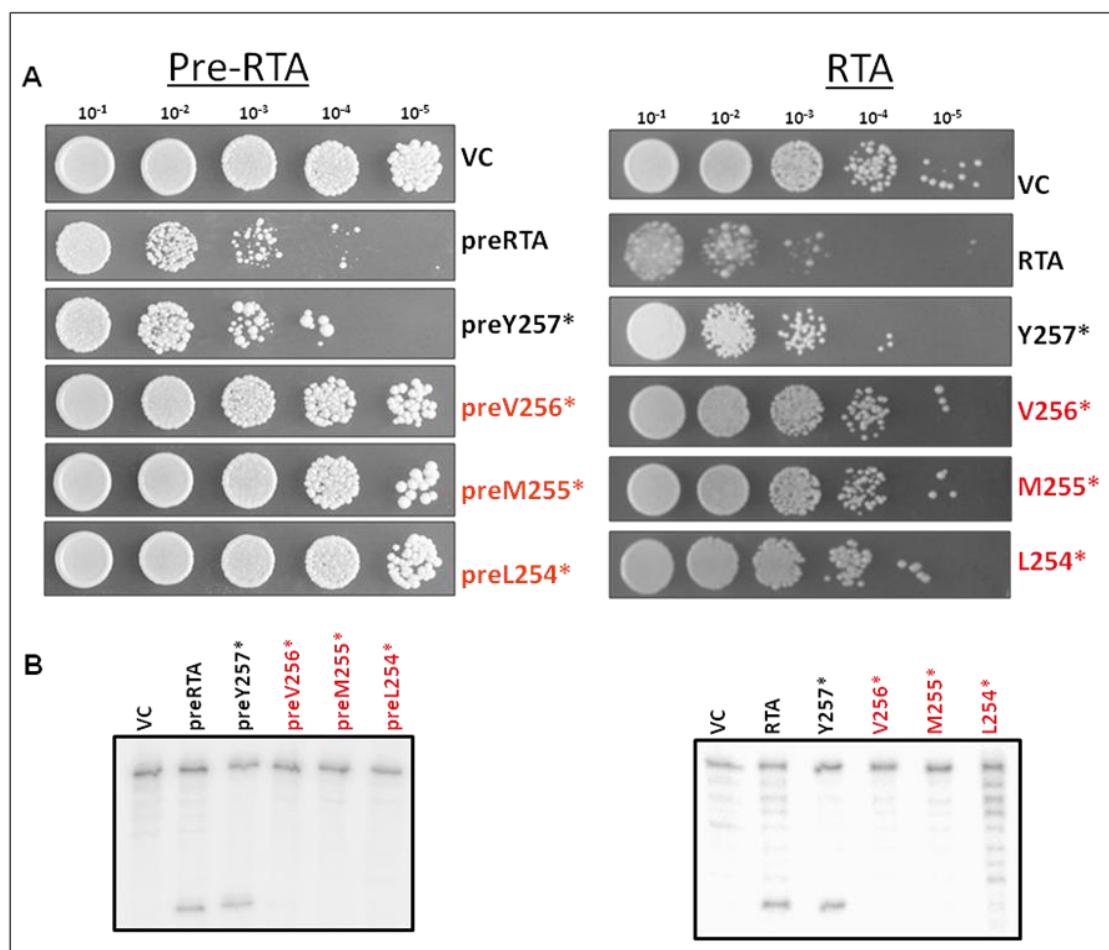 Pre-RTA
RTA
A
10-1 10-2 10-3 10-4 10-5
10-1 10-2 10-3 10-4 10-5
VC
VC
preRTA
RTA
preY257*
Y257*
preV256*
V256*
preM255*
M255*
preL254*
L254*
B
VC preRTA preY257* preV256* preM255* preL254*
VC RTA Y257* V256* M255* L254*